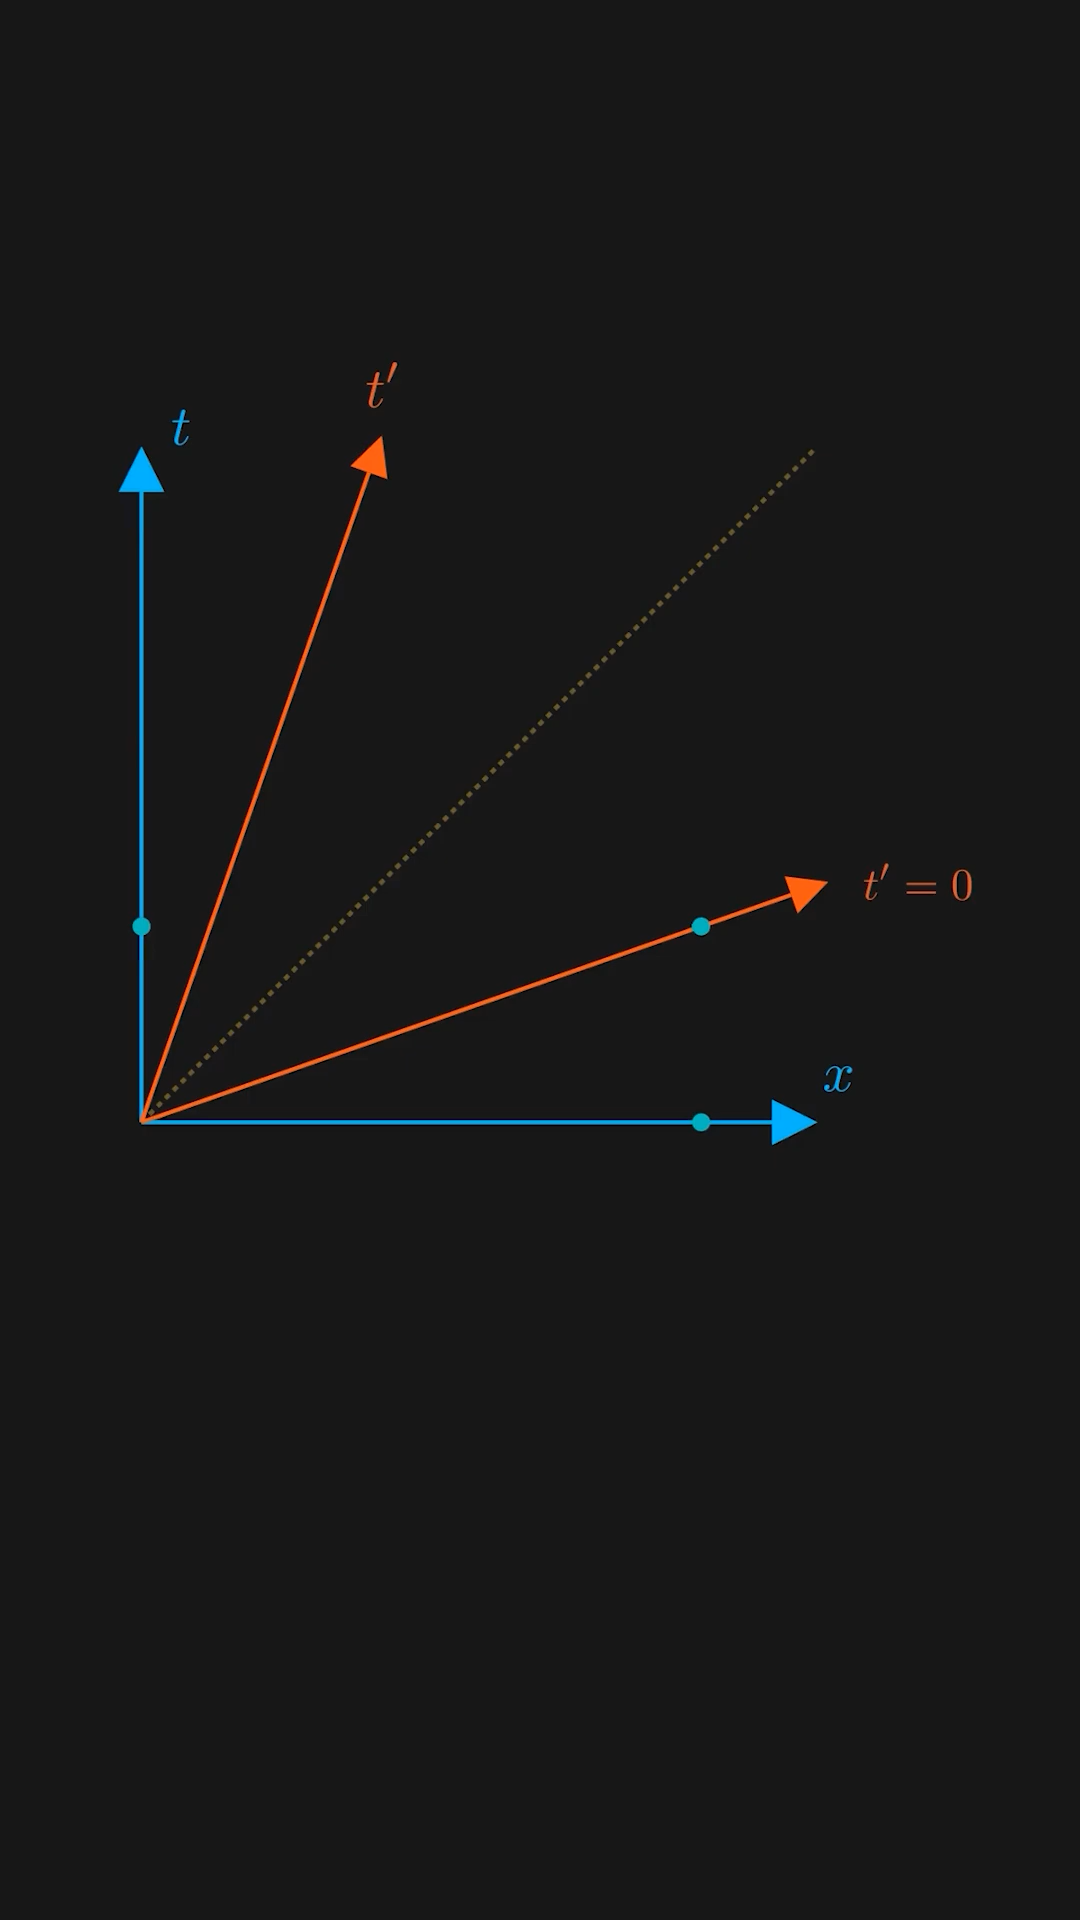 t′
t
t′ = 0
x